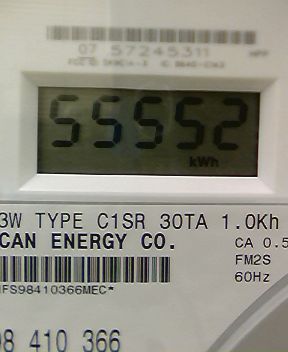 07 57245311
55552
kWh
3W TYPE C1SR 30TA 1.0Kh
CAN ENERGY CO.
CA 0.5
FM2S
60Hz
IFS98410366MEC*
98 410 366